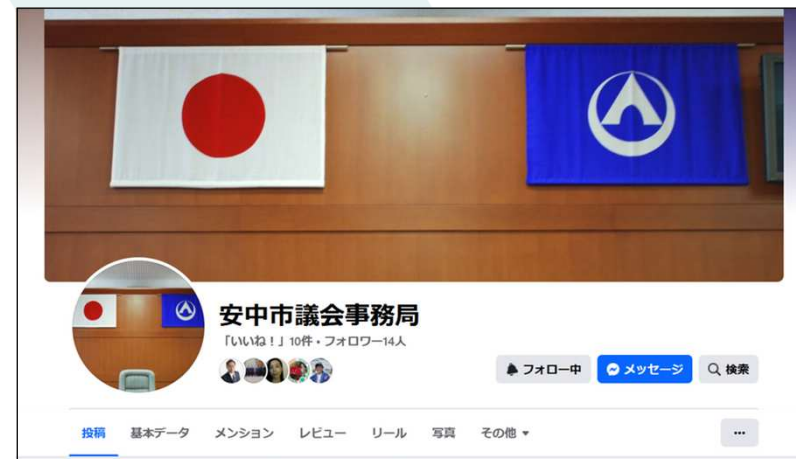 安中市議会事務局
「いいね！」10件・フォロワー14人
フォロー中 メッセージ 検索
投稿 基本データ メンション レビュー リール 写真 その他